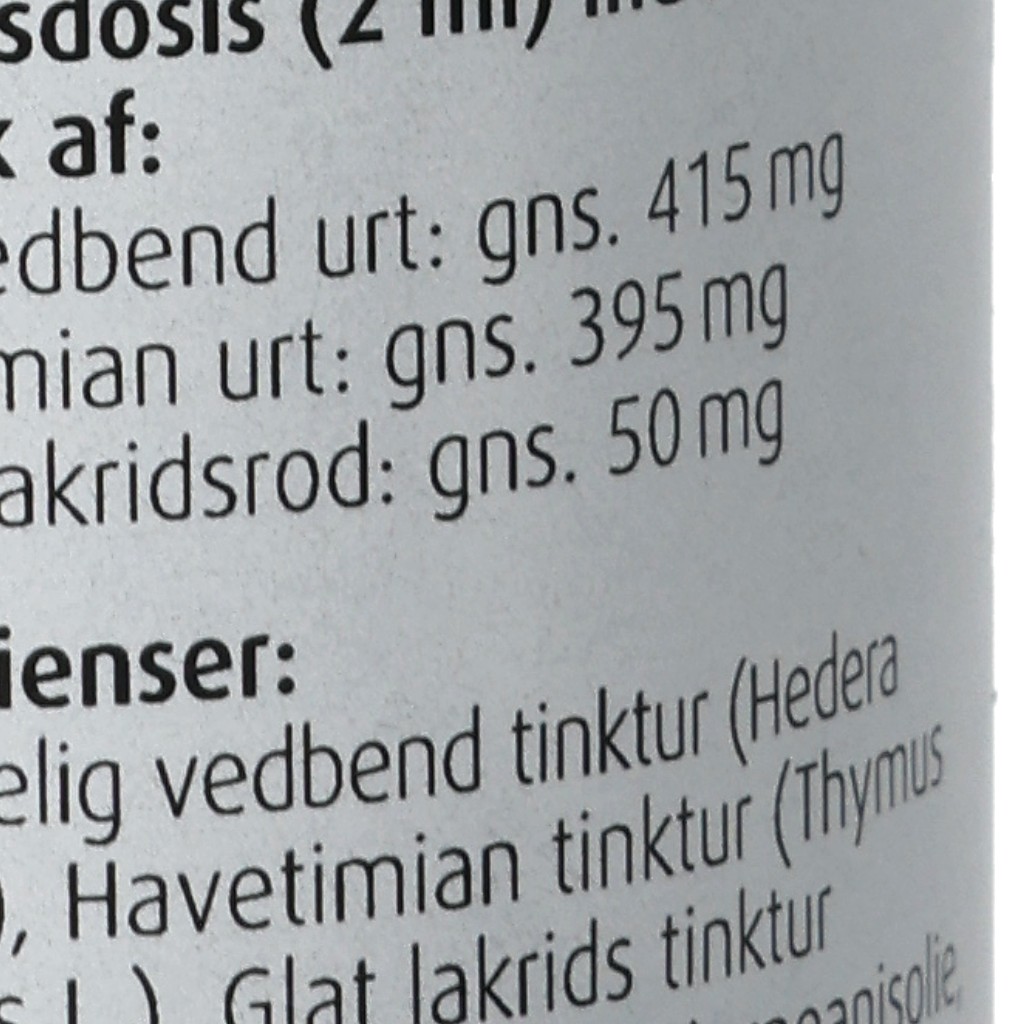 sdosis (2 ml)
af:
edbend urt: gns. 415 mg
mian urt: gns. 395 mg
akridsrod: gns. 50 mg
ienser:
elig vedbend tinktur (Hedera
), Havetimian tinktur (Thymus
s L.), Glat lakrids tinktur